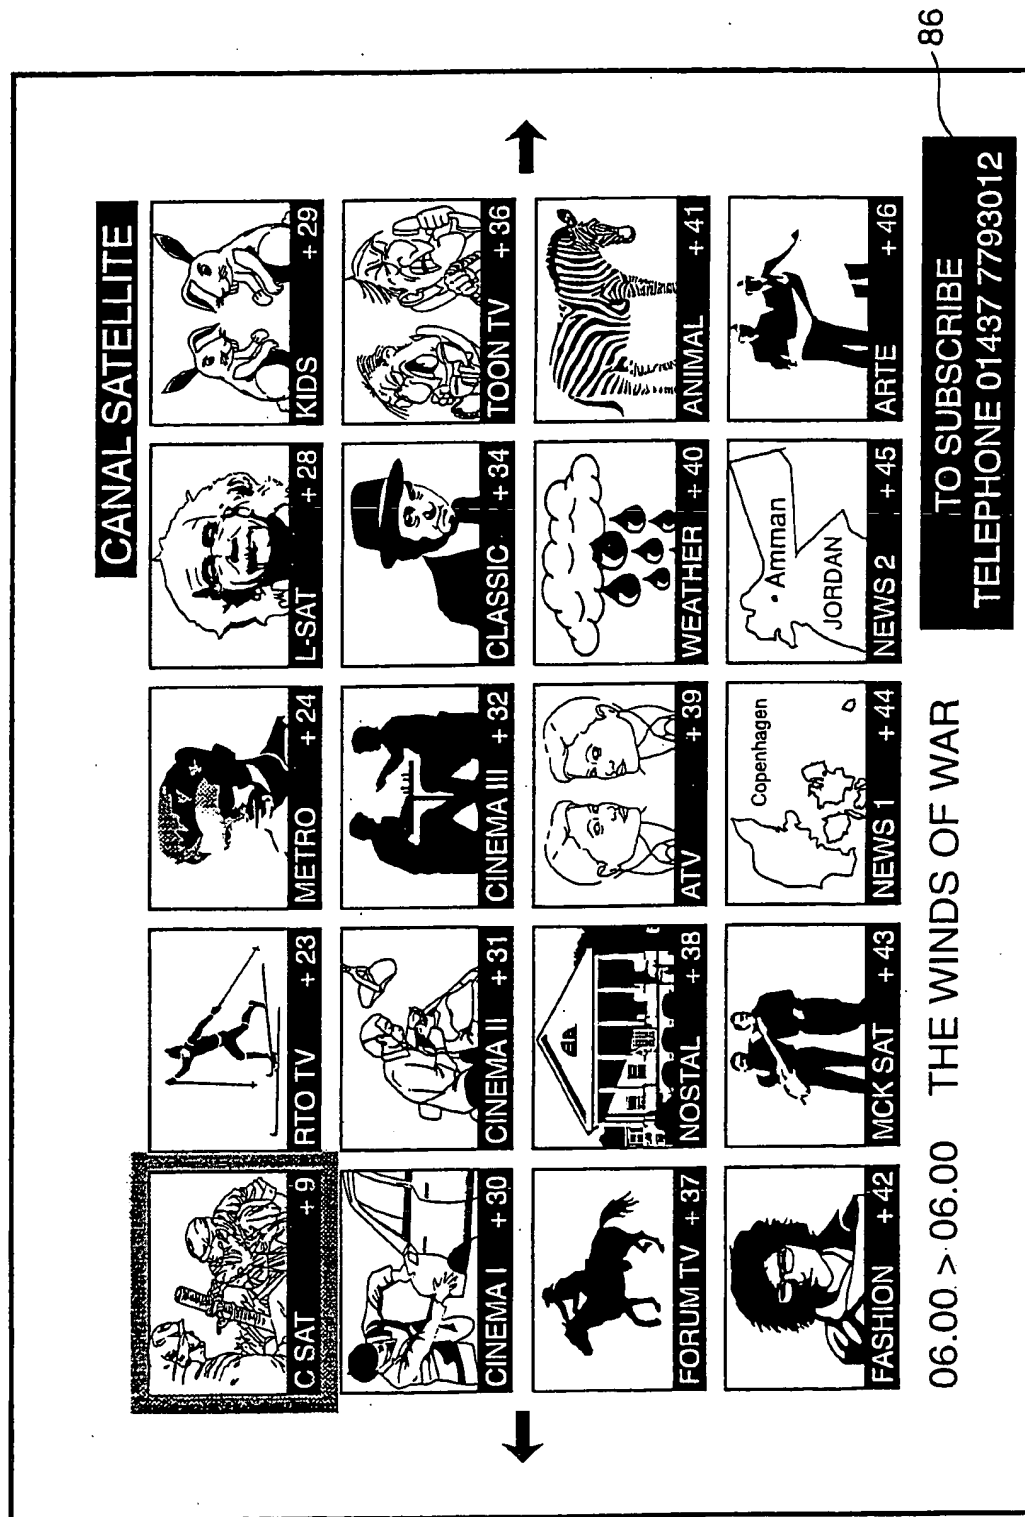 CANAL SATELLITE
C SAT + 9
RTO TV + 23
METRO + 24
L-SAT + 28
KIDS + 29
CINEMA I + 30
CINEMA II + 31
CINEMA III + 32
CLASSIC + 34
TOON TV + 36
FORUM TV + 37
NOSTAL + 38
ATV + 39
WEATHER + 40
ANIMAL + 41
FASHION + 42
MCK SAT + 43
Copenhagen
NEWS 1 + 44
Amman
JORDAN
NEWS 2 + 45
ARTE + 46
06.00 > 06.00 THE WINDS OF WAR
TO SUBSCRIBE
TELEPHONE 01437 7793012
86